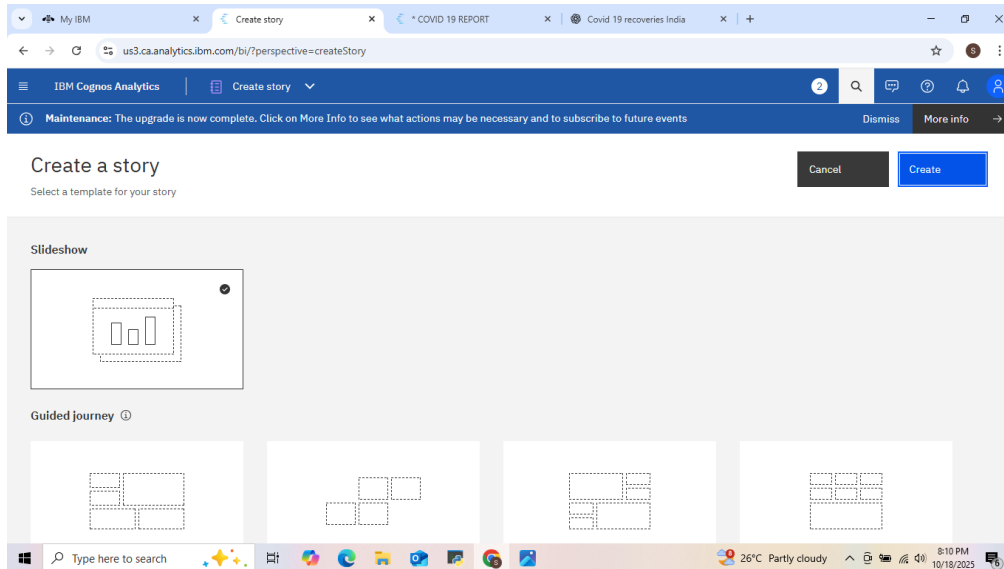 My IBM
Create story
* COVID 19 REPORT
Covid 19 recoveries India
us3.ca.analytics.ibm.com/bi/?perspective=createStory
S
IBM Cognos Analytics
Create story
2
Maintenance: The upgrade is now complete. Click on More Info to see what actions may be necessary and to subscribe to future events
Dismiss
More info
Create a story
Select a template for your story
Cancel
Create
Slideshow
Guided journey
Type here to search
26°C Partly cloudy
8:10 PM
10/18/2025